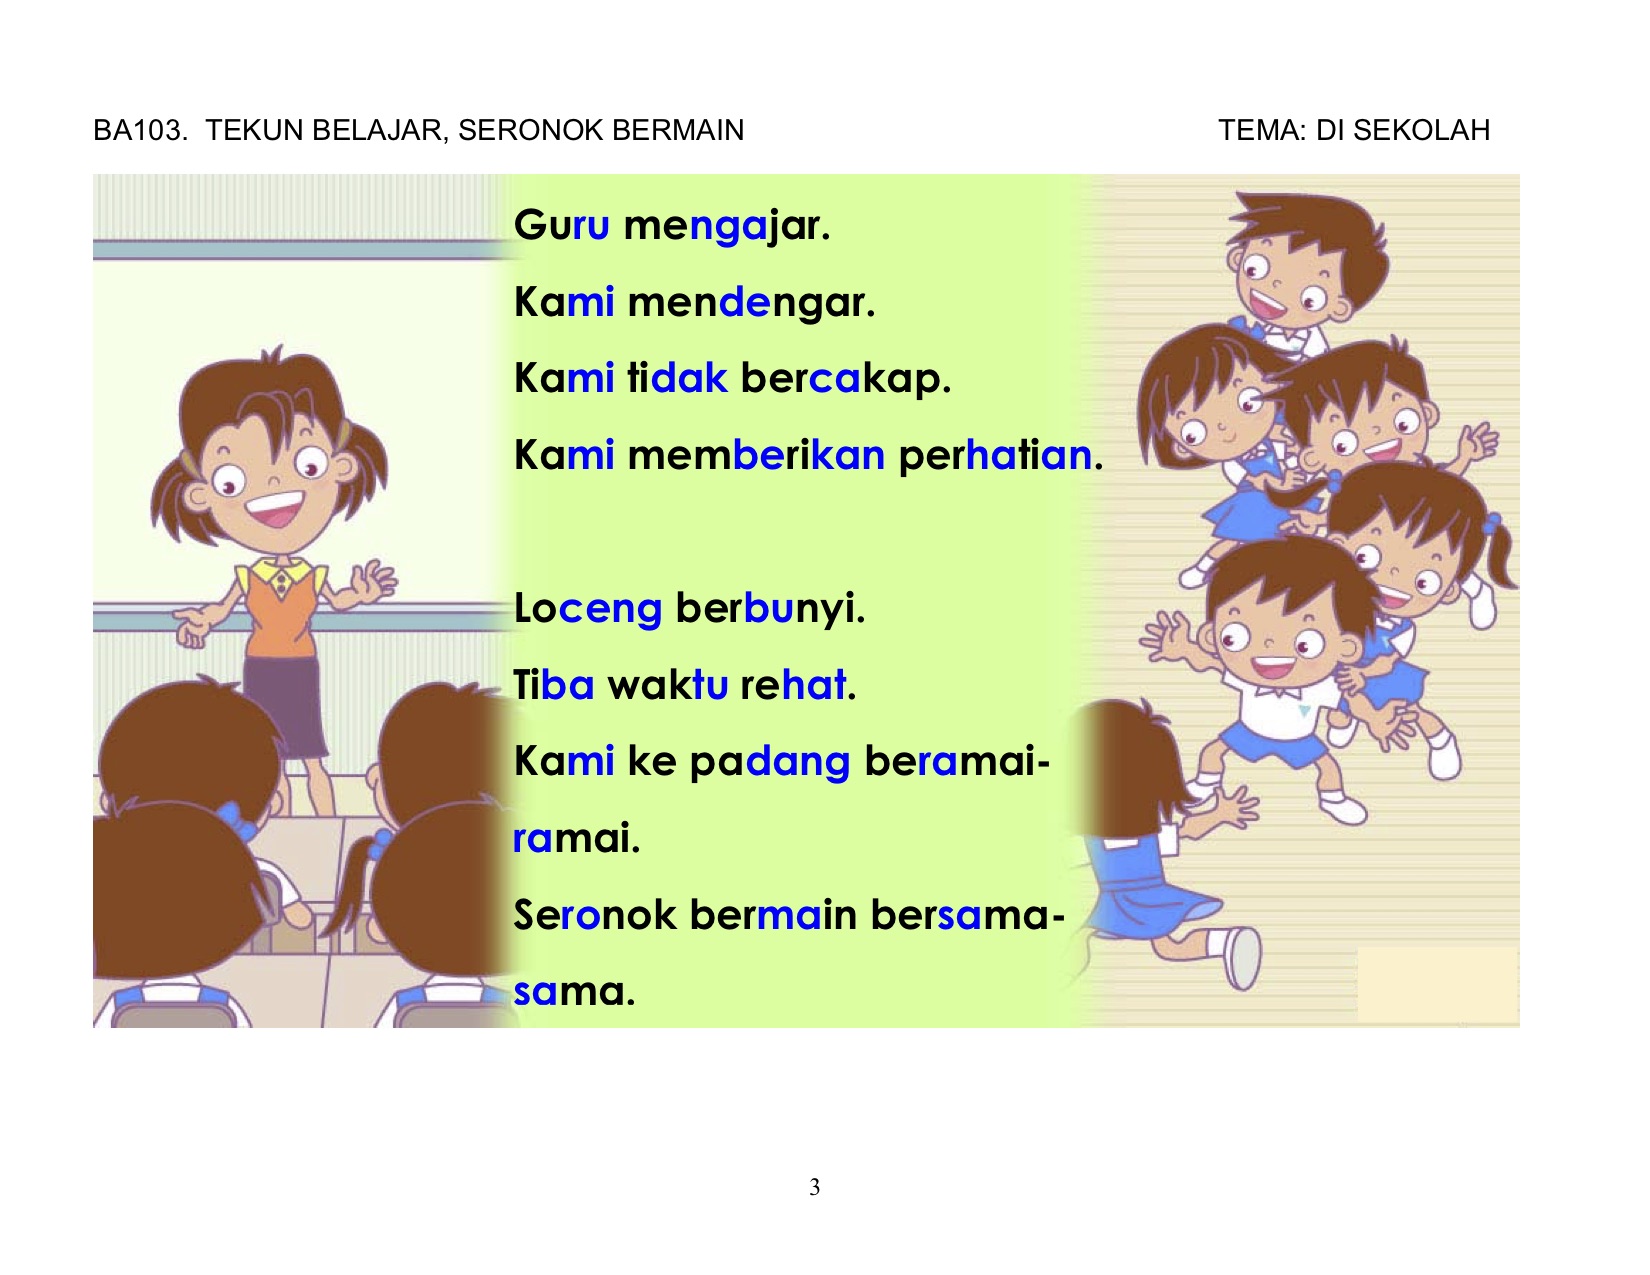 BA103.  TEKUN BELAJAR, SERONOK BERMAIN TEMA: DI SEKOLAH
Guru mengajar.
Kami mendengar.
Kami tidak bercakap.
Kami memberikan perhatian.
Loceng berbunyi.
Tiba waktu rehat.
Kami ke padang beramai-
ramai.
Seronok bermain bersama-
sama.
3